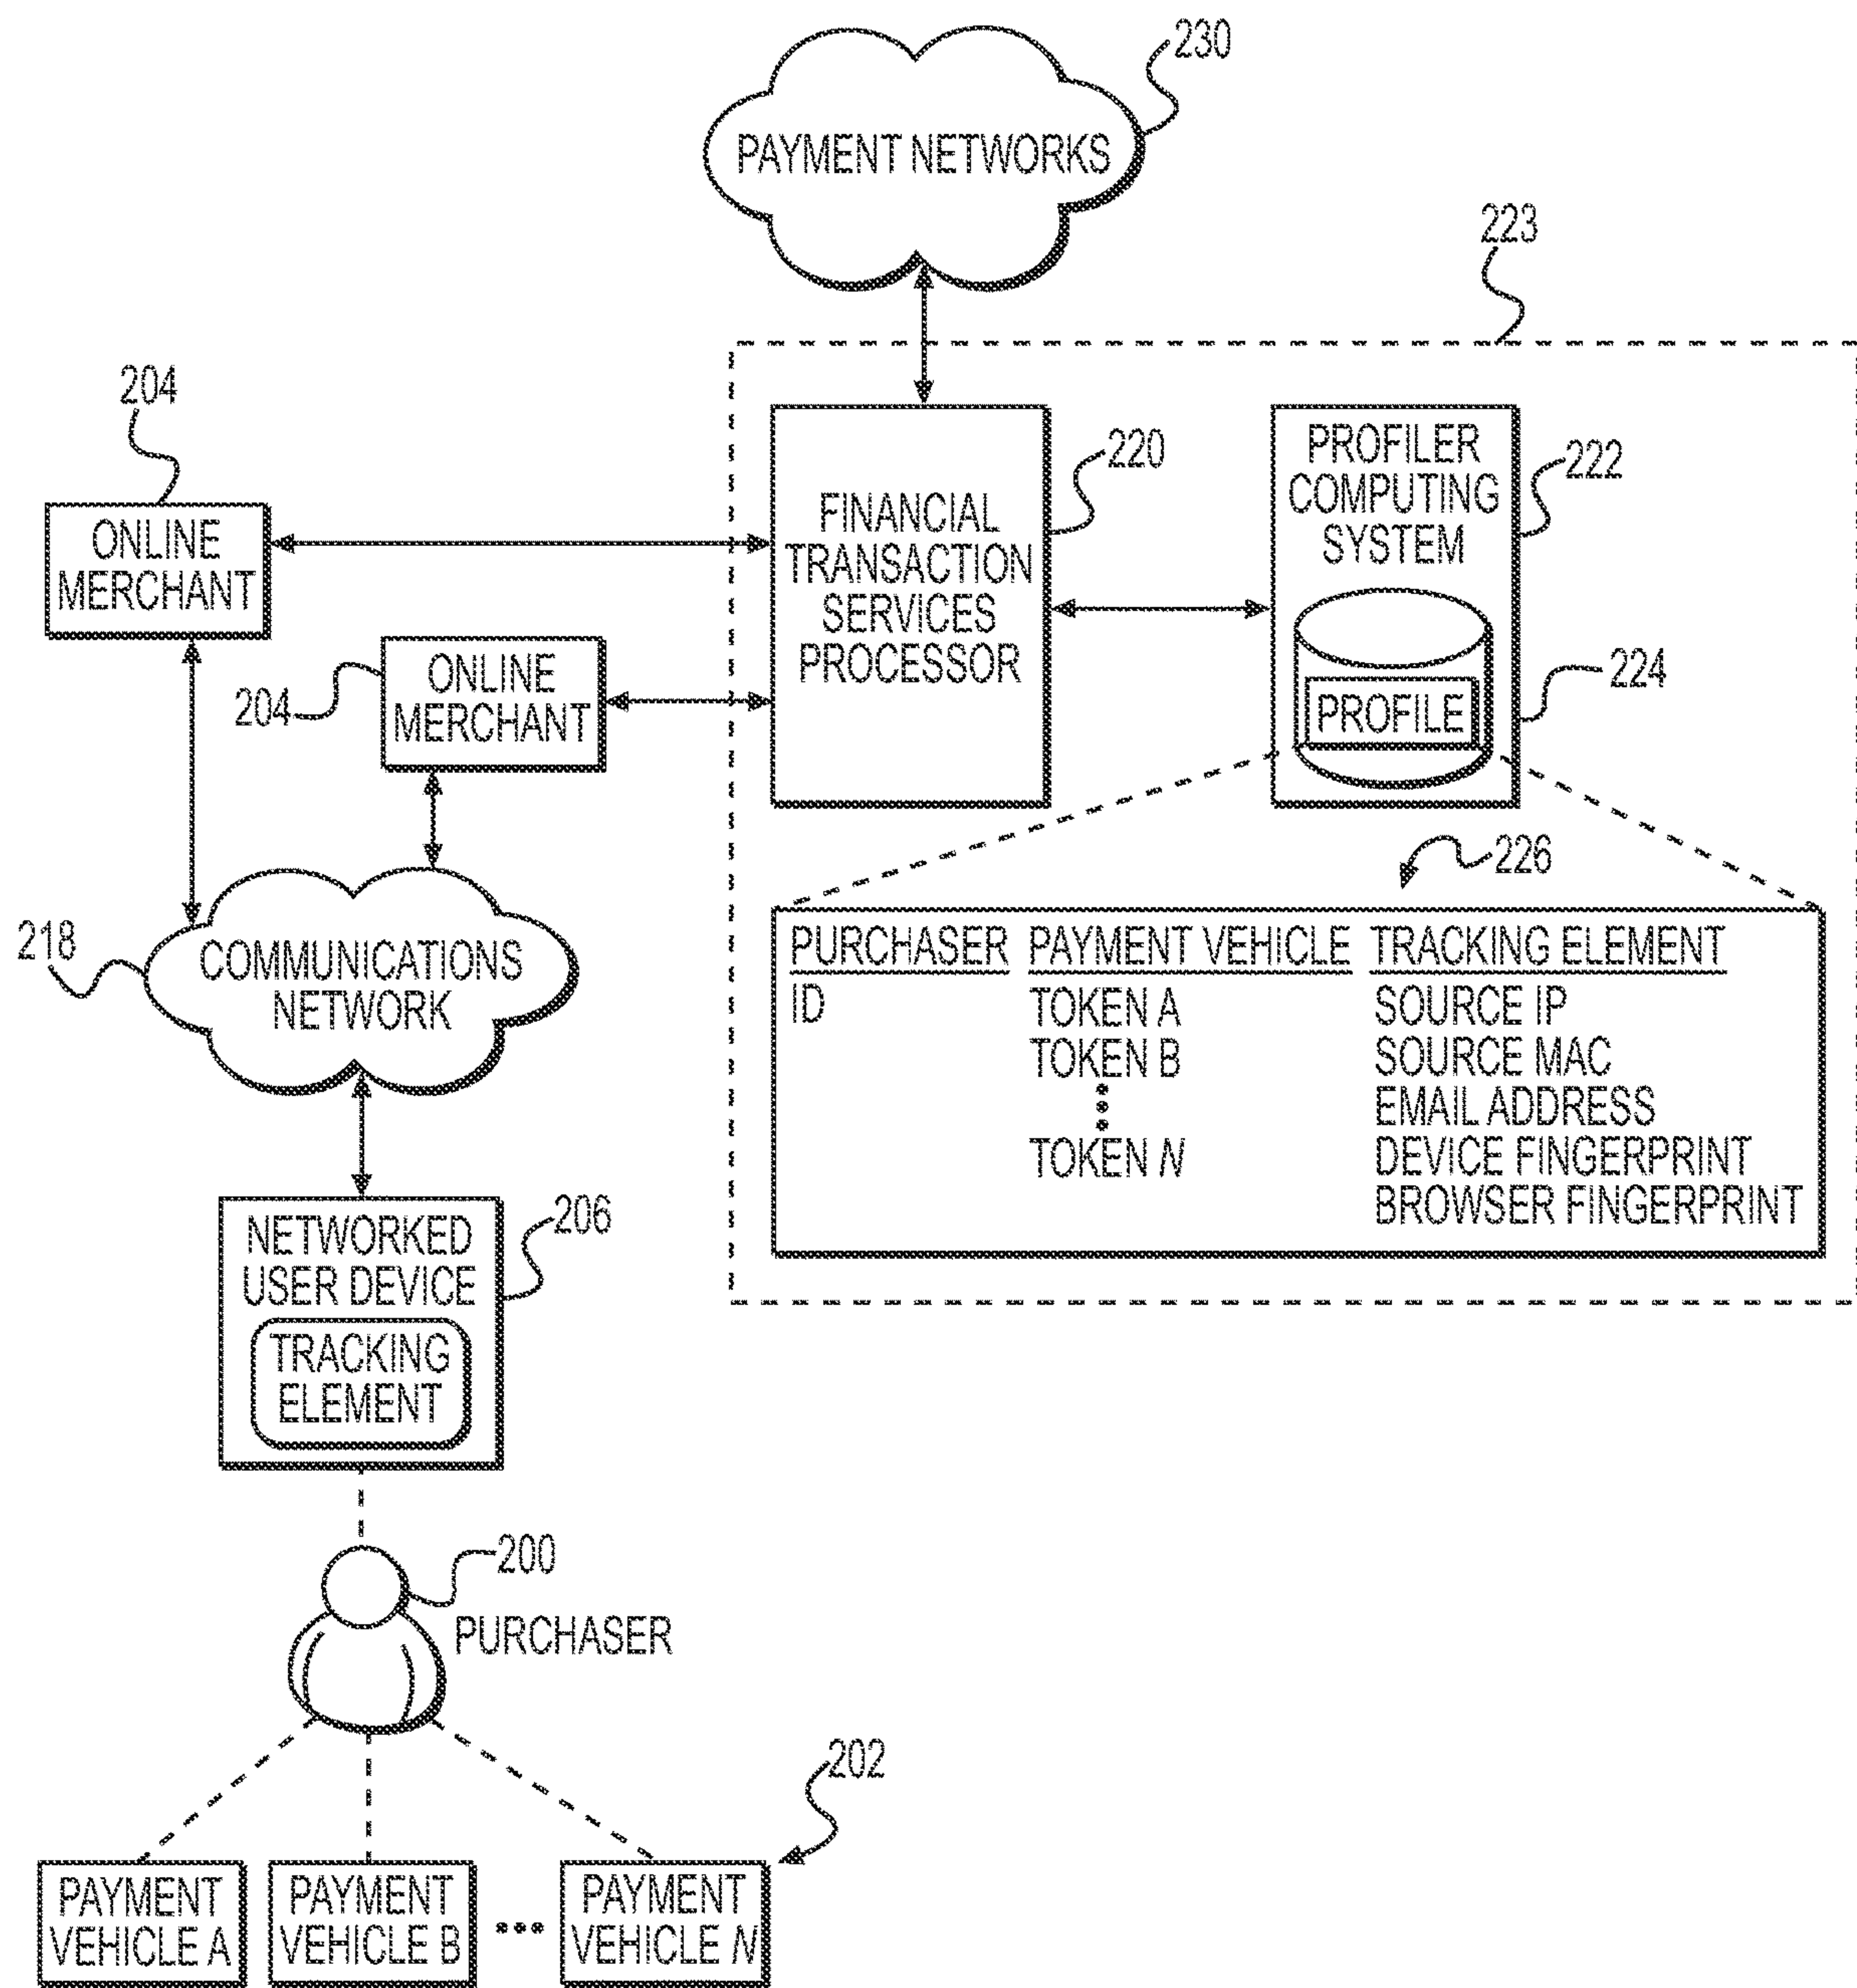 230
PAYMENT NETWORKS
223
204
ONLINE
MERCHANT
204
ONLINE
MERCHANT
220
FINANCIAL
TRANSACTION
SERVICES
PROCESSOR
PROFILER
COMPUTING
SYSTEM
222
PROFILE
224
226
PURCHASER PAYMENT VEHICLE TRACKING ELEMENT
ID TOKEN A SOURCE IP
TOKEN B SOURCE MAC
EMAIL ADDRESS
TOKEN N DEVICE FINGERPRINT
BROWSER FINGERPRINT
218
COMMUNICATIONS
NETWORK
NETWORKED
USER DEVICE
206
TRACKING
ELEMENT
200
PURCHASER
202
PAYMENT
VEHICLE A
PAYMENT
VEHICLE B
PAYMENT
VEHICLE N